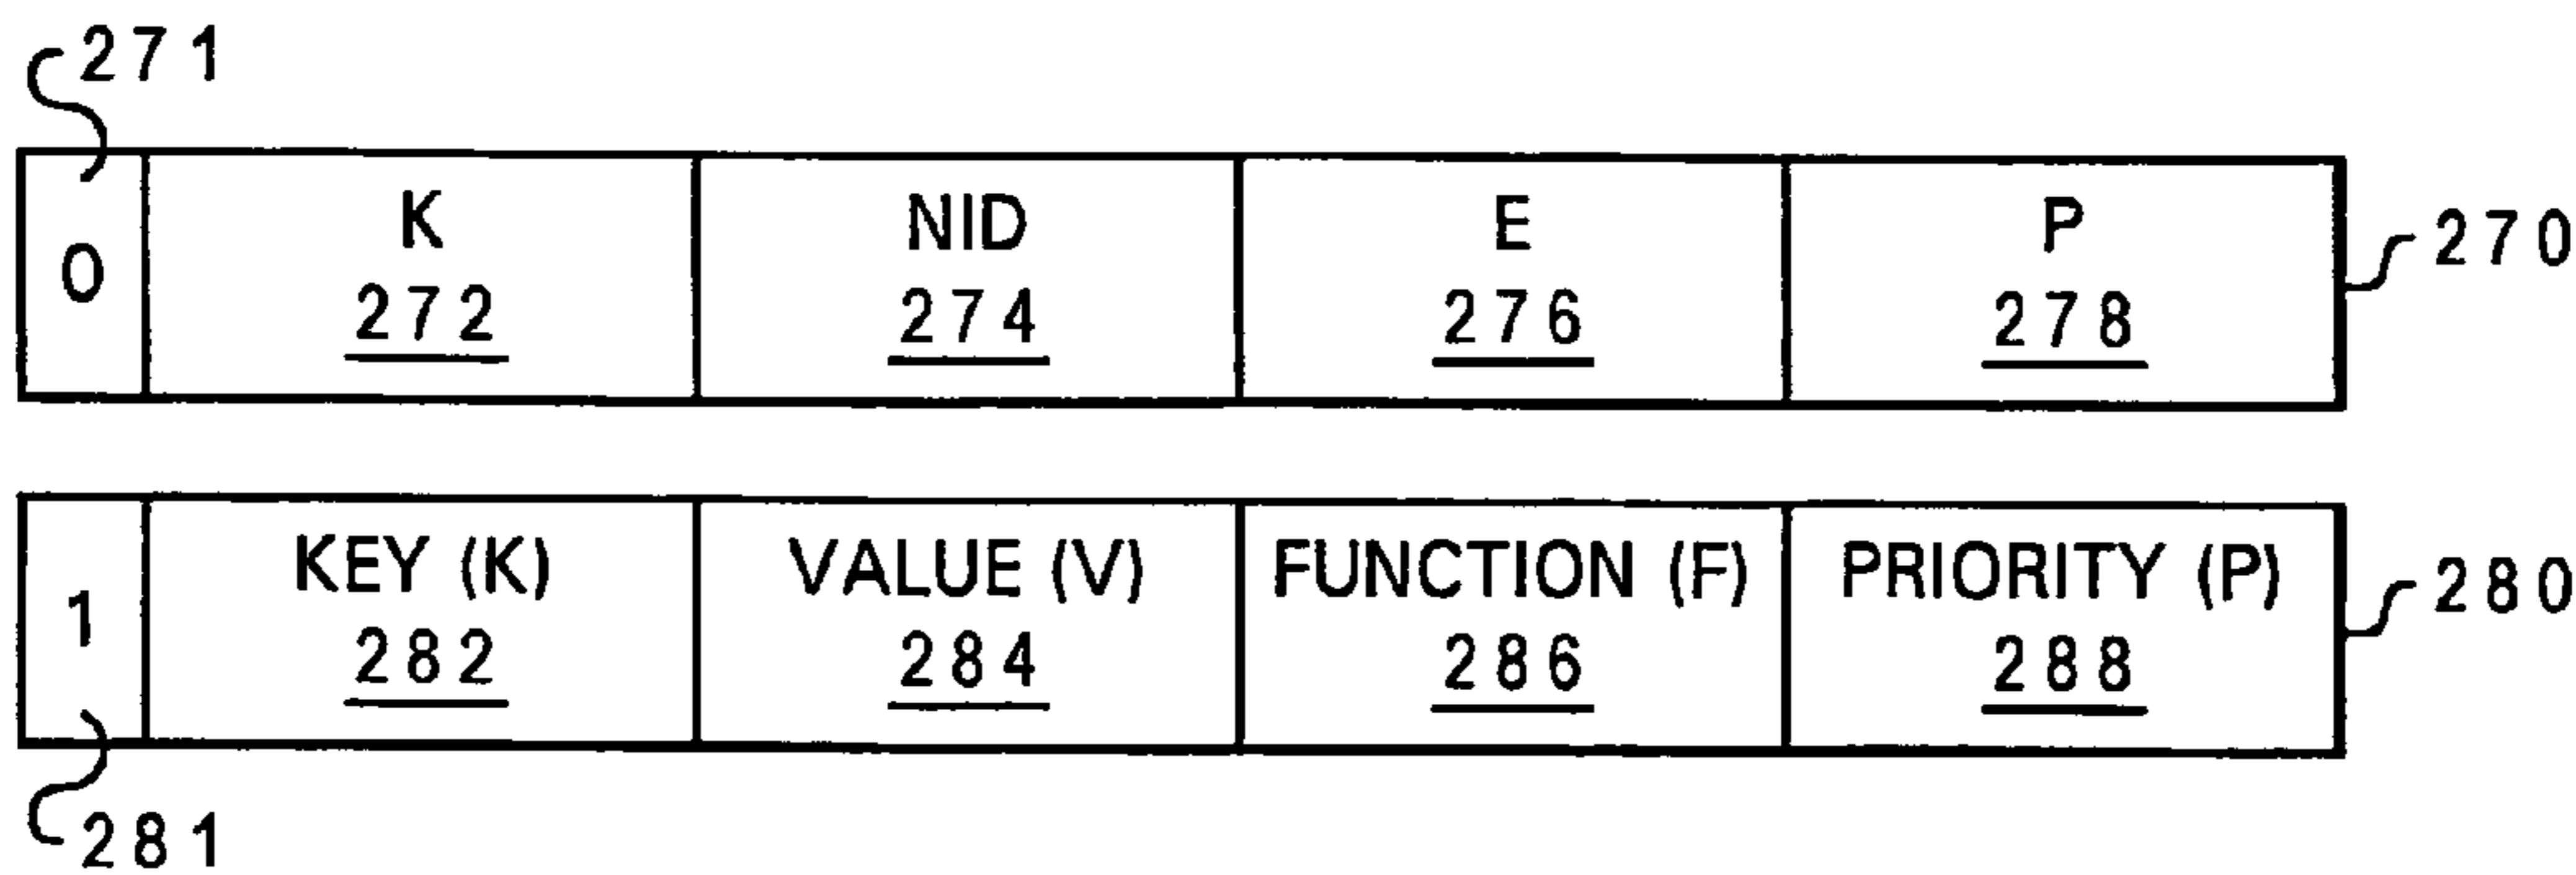 271
0 K NID E P 270
272 274 276 278
1 KEY (K) VALUE (V) FUNCTION (F) PRIORITY (P) 280
282 284 286 288
281